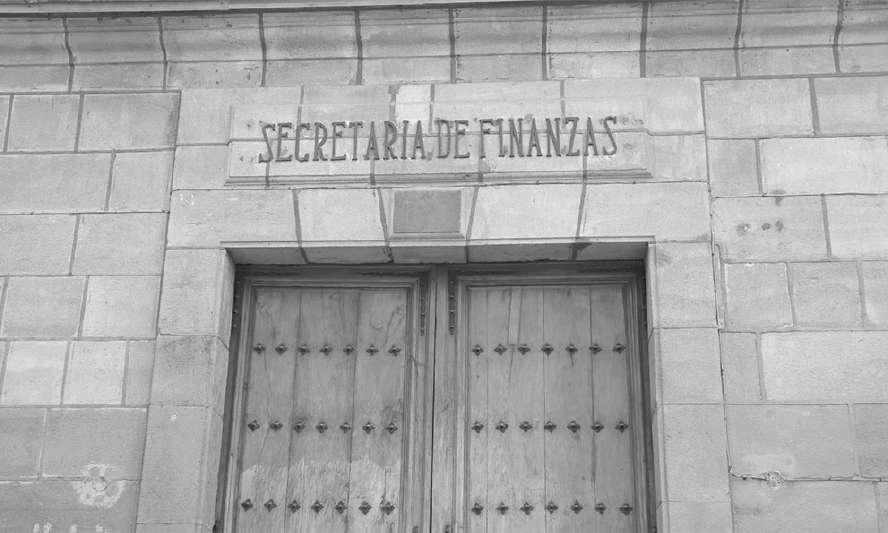 SECRETARIA DE FINANZAS